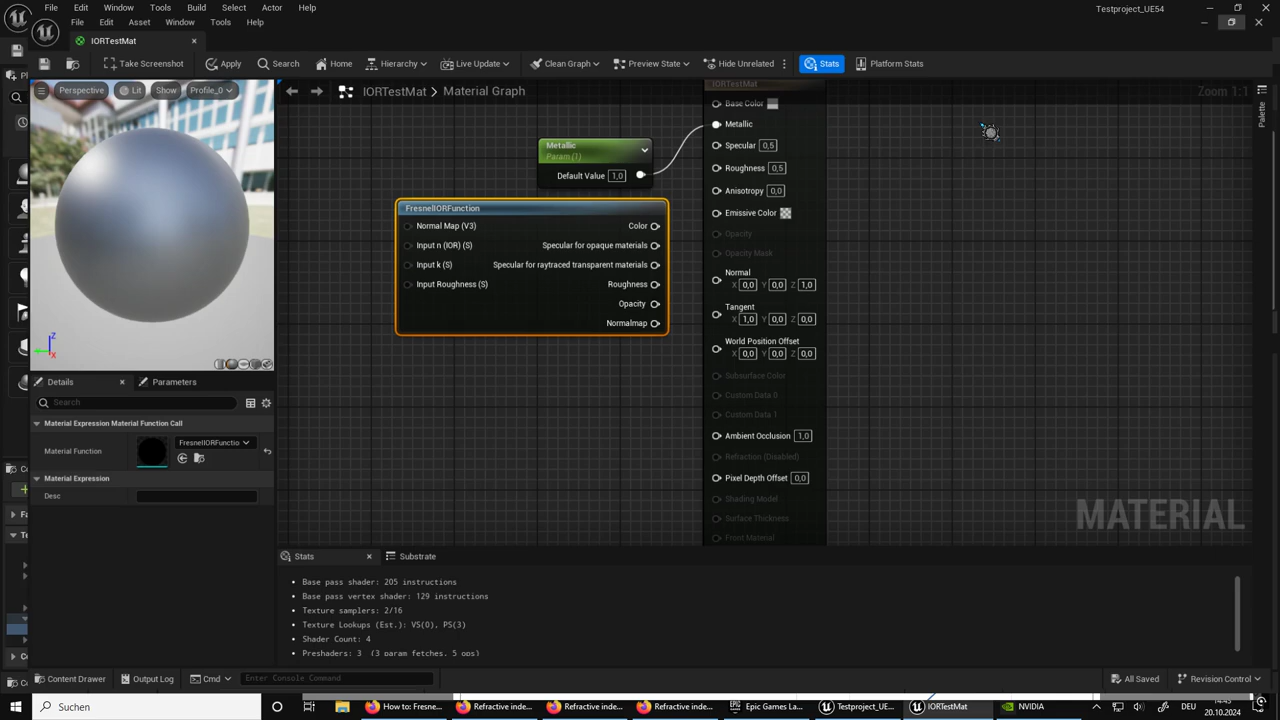 File Edit Window Tools Build Select Actor Help
Testproject_UE54
File Edit Asset Window Tools Help
IORTestMat
Take Screenshot
Apply
Search
Home
Hierarchy
Live Update
Clean Graph
Preview State
Hide Unrelated
Stats
Platform Stats
Perspective
Lit
Show
Profile_0
IORTestMat
Material Graph
Zoom 1:1
Palette
IORTestMat
Base Color
Metallic
Specular 0,5
Roughness 0,5
Anisotropy 0,0
Emissive Color
Opacity
Opacity Mask
Normal
X 0,0 Y 0,0 Z 1,0
Tangent
X 1,0 Y 0,0 Z 0,0
World Position Offset
X 0,0 Y 0,0 Z 0,0
Subsurface Color
Custom Data 0
Custom Data 1
Ambient Occlusion 1,0
Refraction (Disabled)
Pixel Depth Offset 0,0
Shading Model
Surface Thickness
Front Material
Metallic
Param (1)
Default Value 1,0
FresnelIORFunction
Normal Map (V3) Color
Input n (IOR) (S) Specular for opaque materials
Input k (S) Specular for raytraced transparent materials
Input Roughness (S) Roughness
Opacity
Normalmap
MATERIAL
Z
X
Details
Parameters
Search
Material Expression Material Function Call
Material Function
FresnelIORFunctio
Material Expression
Desc
Stats
Substrate
Base pass shader: 205 instructions
Base pass vertex shader: 129 instructions
Texture samplers: 2/16
Texture Lookups (Est.): VS(0), PS(3)
Shader Count: 4
Preshaders: 3 (3 param fetches, 5 ops)
Content Drawer
Output Log
Cmd
Enter Console Command
All Saved
Revision Control
Suchen
How to: Fresne...
Refractive inde...
Refractive inde...
Refractive inde...
Epic Games La...
Testproject_UE...
IORTestMat
NVIDIA
DEU
14:45
20.10.2024